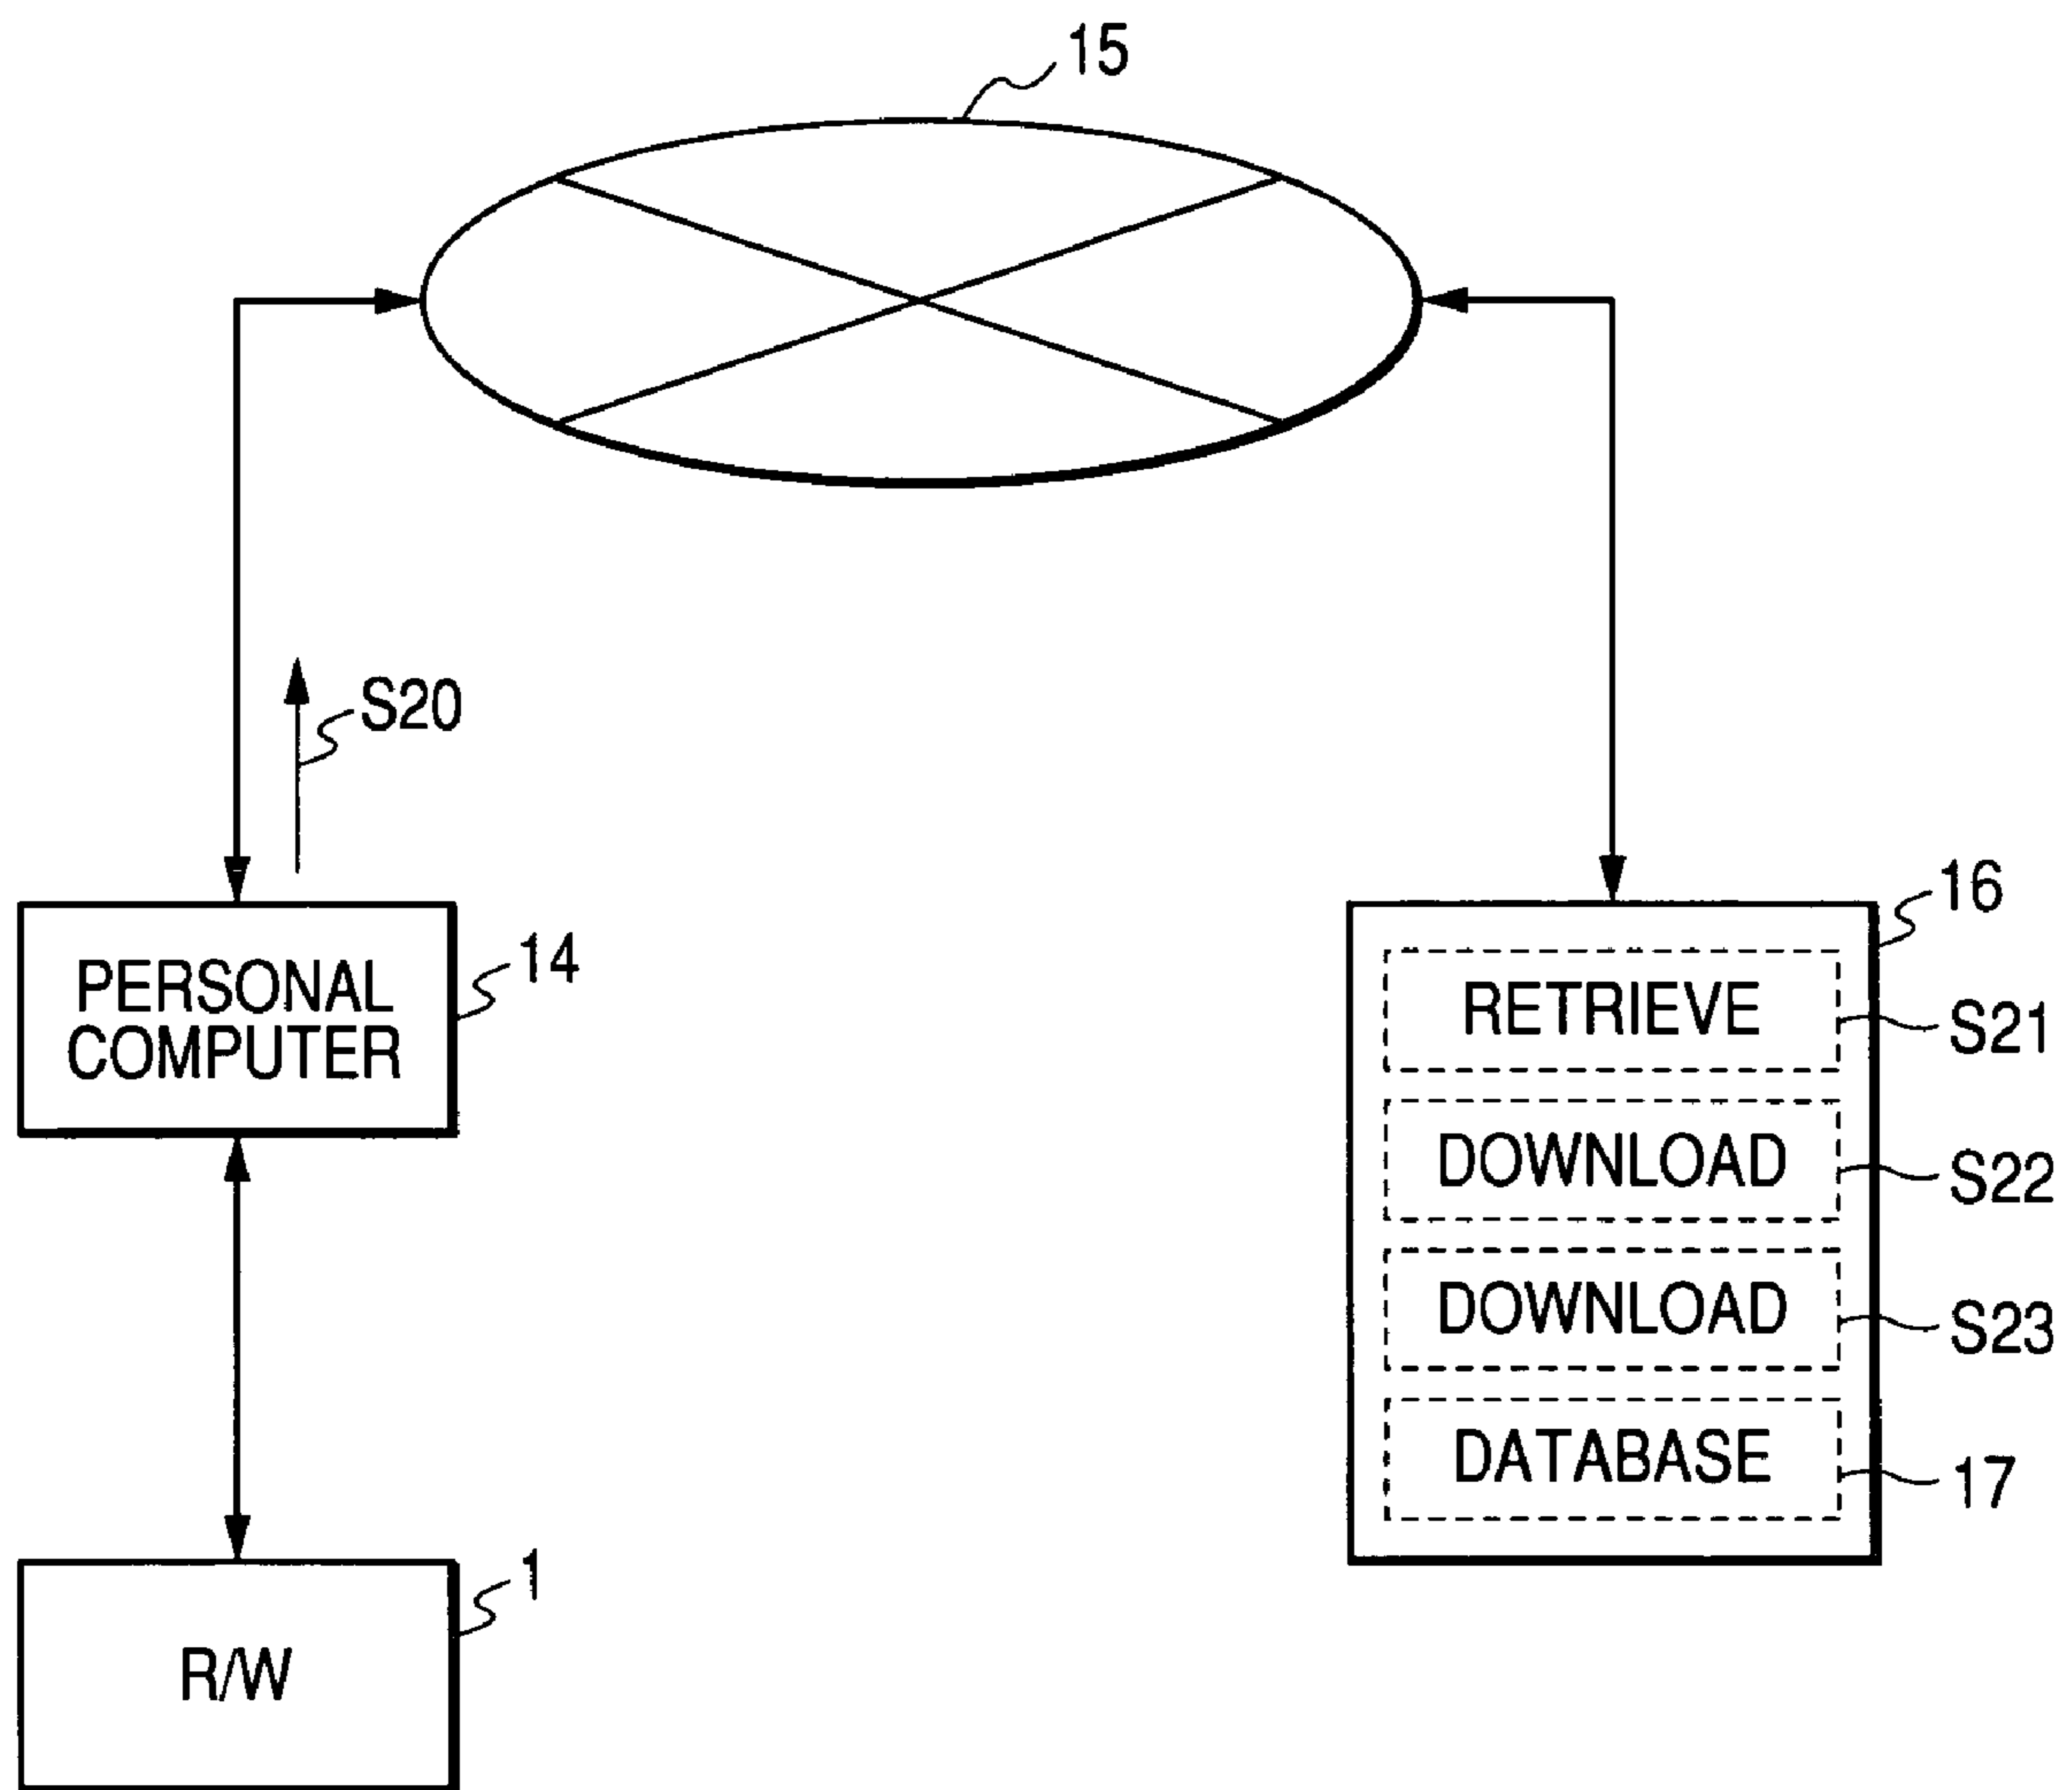 15
S20
PERSONAL
COMPUTER
14
16
RETRIEVE
S21
DOWNLOAD
S22
DOWNLOAD
S23
DATABASE
17
R/W
1